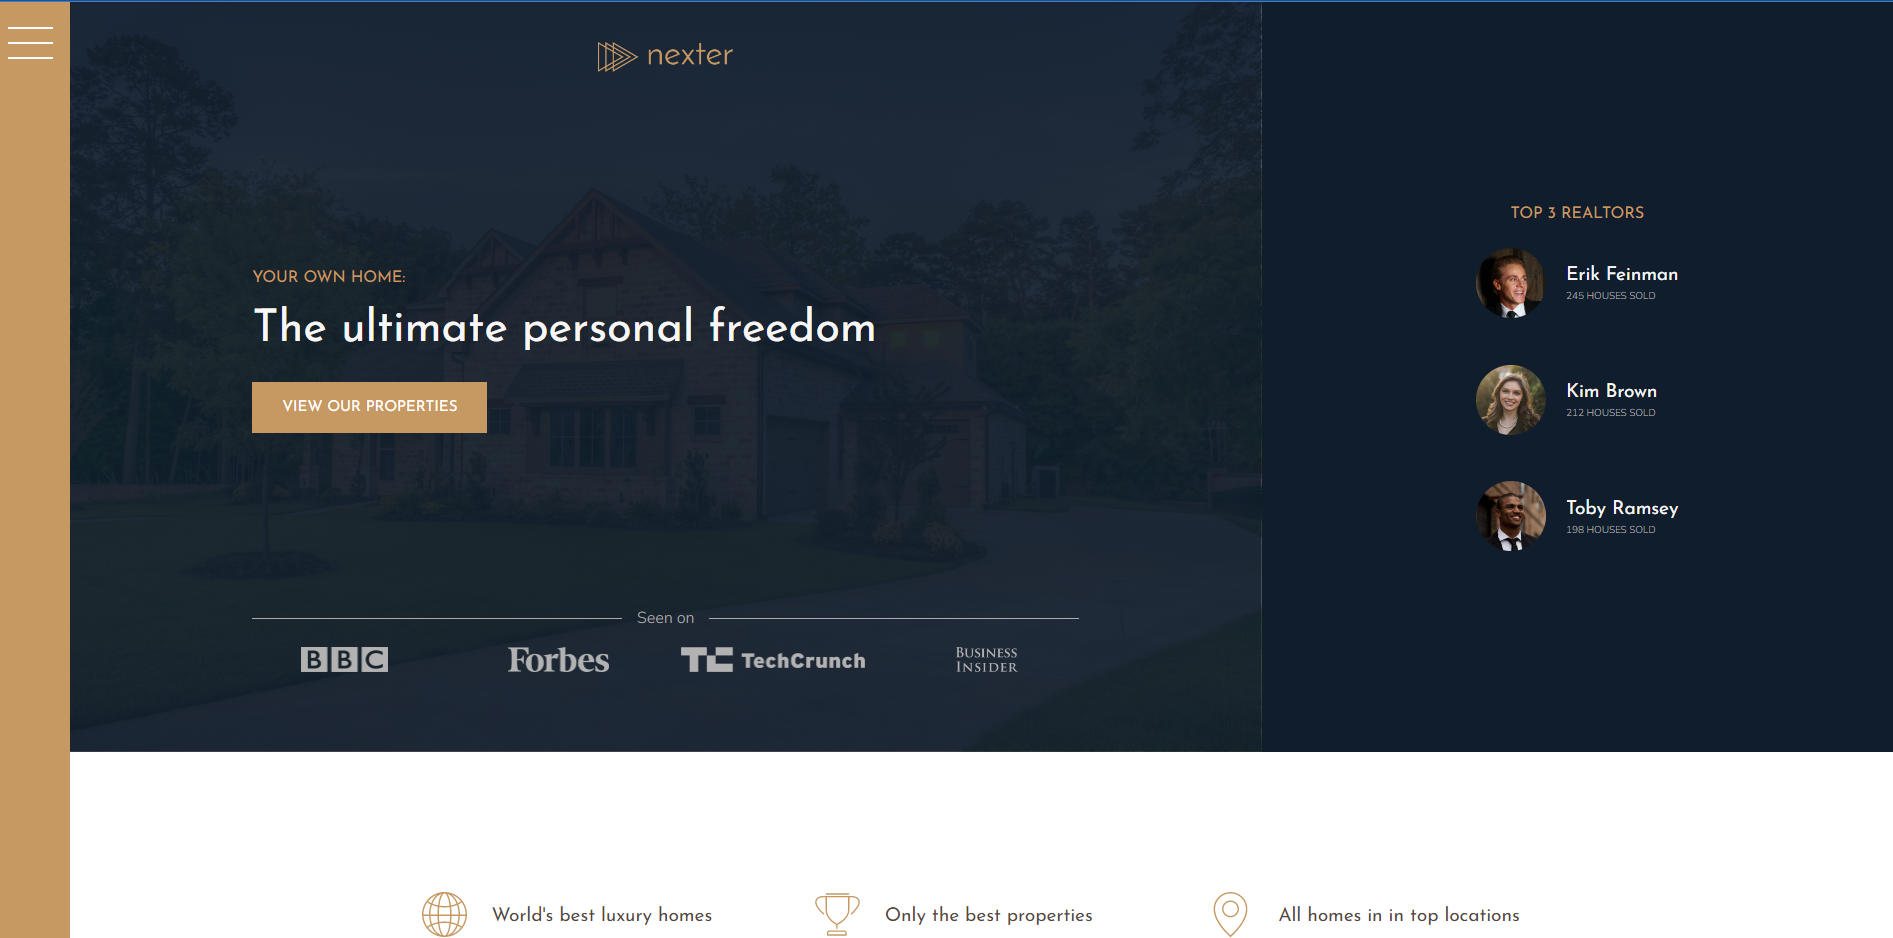 nexter
YOUR OWN HOME:
The ultimate personal freedom
VIEW OUR PROPERTIES
Seen on
BBC
Forbes
TC TechCrunch
BUSINESS
INSIDER
TOP 3 REALTORS
Erik Feinman
245 HOUSES SOLD
Kim Brown
212 HOUSES SOLD
Toby Ramsey
198 HOUSES SOLD
World's best luxury homes
Only the best properties
All homes in in top locations